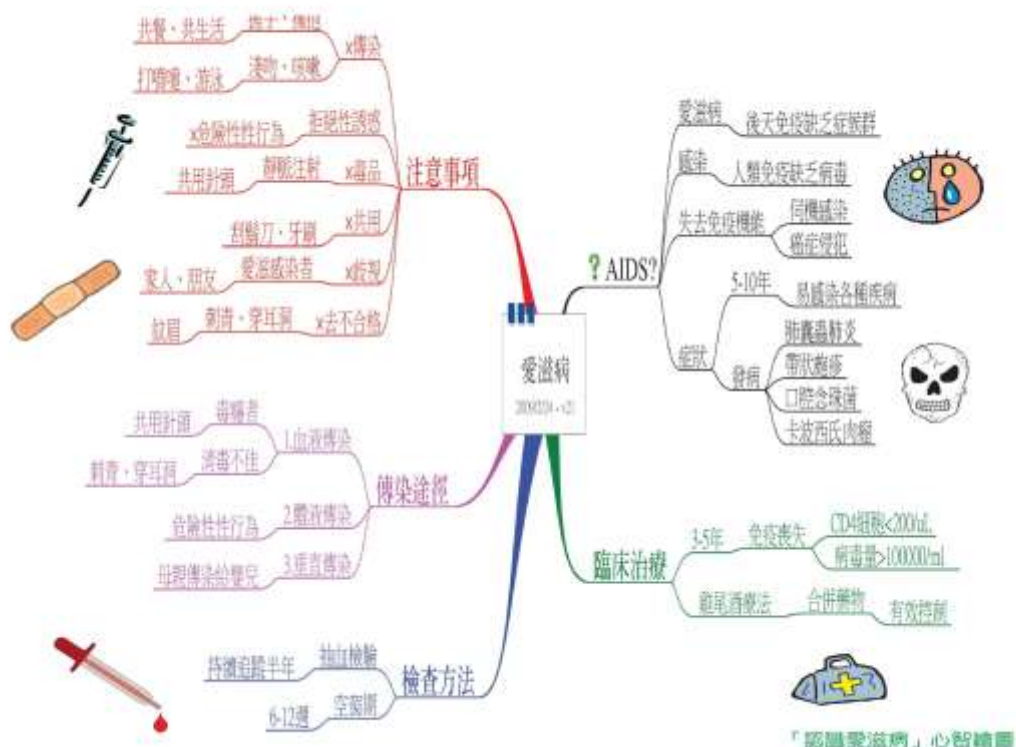 愛滋病
AIDS?
愛滋病
後天免疫缺乏症候群
感染
人類免疫缺乏病毒
失去免疫機能
伺機感染
癌症侵犯
症狀
5-10年
易感染各種疾病
發病
肺囊蟲肺炎
帶狀皰疹
口腔念珠菌
卡波西氏肉瘤
臨床治療
3-5年
免疫喪失
CD4細胞<200/ml
病毒量>100000/ml
雞尾酒療法
合併藥物
有效控制
檢查方法
抽血檢驗
持續追蹤半年
空窗期
6-12週
傳染途徑
1.血液傳染
毒癮者
共用針頭
消毒不佳
刺青、穿耳洞
2.體液傳染
危險性性行為
3.垂直傳染
母親傳染給嬰兒
注意事項
x傳染
共餐、共生活
淺吻、咳嗽
打噴嚏、游泳
拒絕性誘惑
x危險性性行為
x毒品
靜脈注射
共用針頭
x共用
刮鬍刀、牙刷
x歧視
愛滋感染者
家人、朋友
x去不合格
刺青、穿耳洞
紋眉
「認識愛滋病」心智繪圖